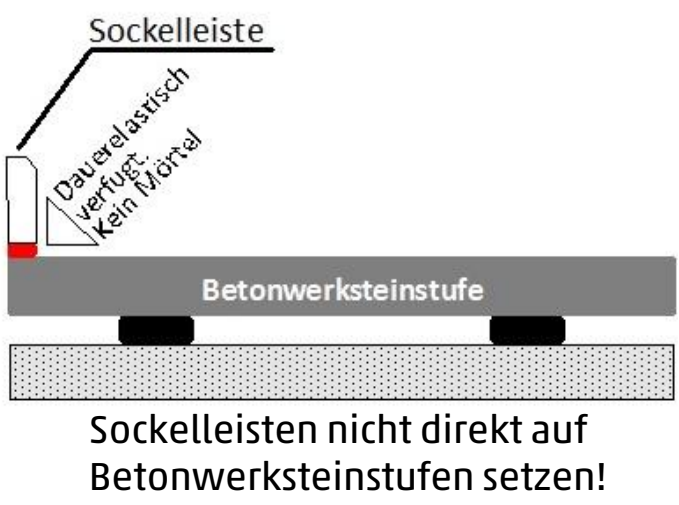 Sockelleiste
Dauerelastisch
verfugt.
Kein Mörtel
Betonwerksteinstufe
Sockelleisten nicht direkt auf
Betonwerksteinstufen setzen!